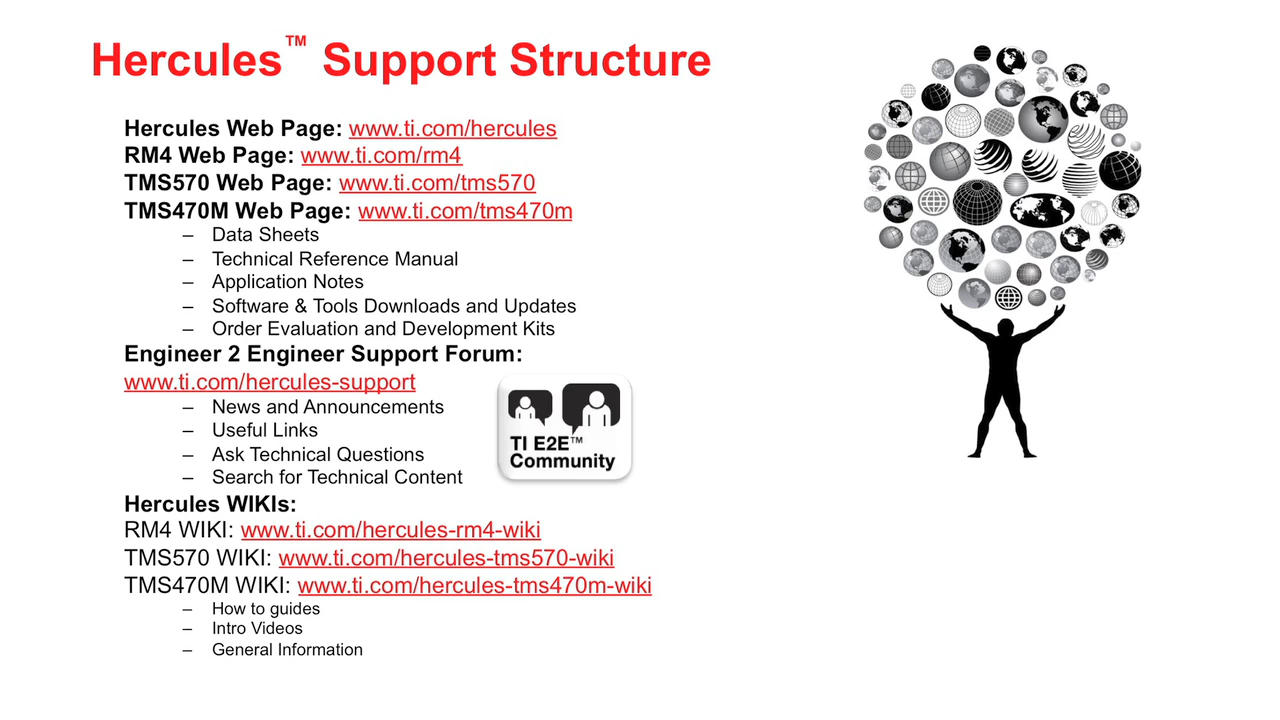 Hercules™ Support Structure
Hercules Web Page: www.ti.com/hercules
RM4 Web Page: www.ti.com/rm4
TMS570 Web Page: www.ti.com/tms570
TMS470M Web Page: www.ti.com/tms470m
– Data Sheets
– Technical Reference Manual
– Application Notes
– Software & Tools Downloads and Updates
– Order Evaluation and Development Kits
Engineer 2 Engineer Support Forum:
www.ti.com/hercules-support
– News and Announcements
– Useful Links
– Ask Technical Questions
– Search for Technical Content
TI E2E™
Community
Hercules WIKIs:
RM4 WIKI: www.ti.com/hercules-rm4-wiki
TMS570 WIKI: www.ti.com/hercules-tms570-wiki
TMS470M WIKI: www.ti.com/hercules-tms470m-wiki
– How to guides
– Intro Videos
– General Information